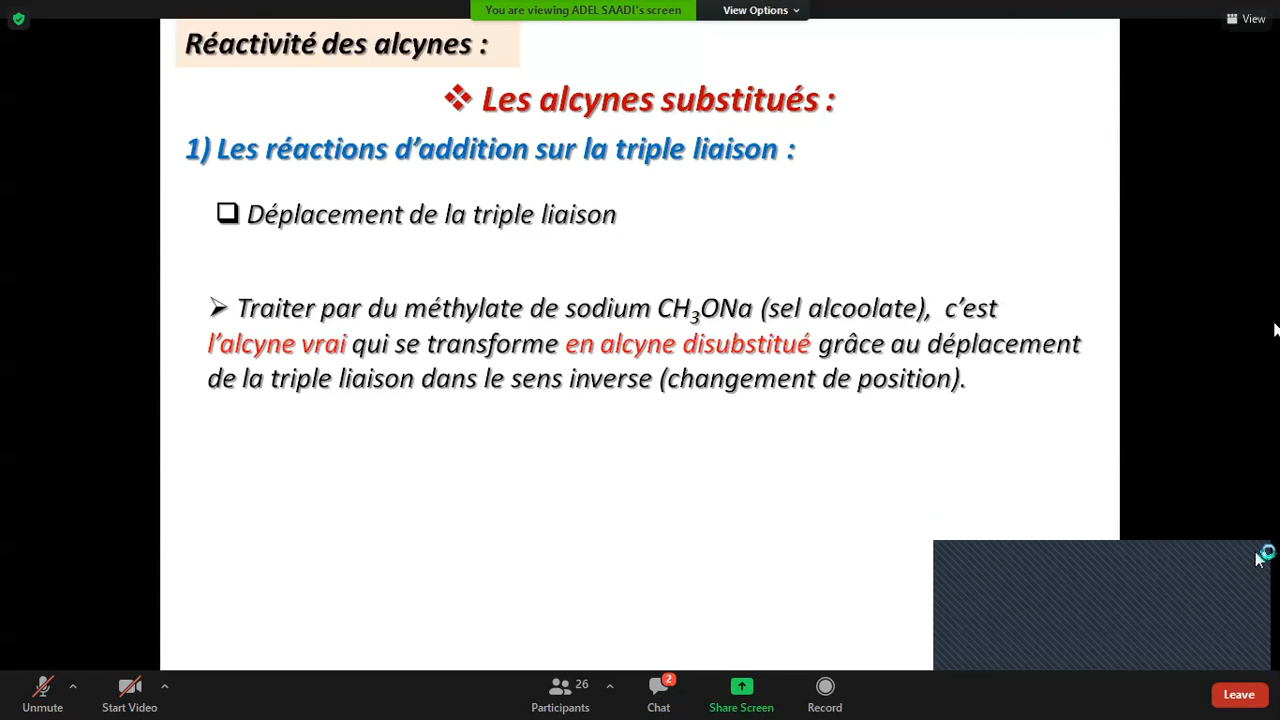 You are viewing ADEL SAADI's screen
View Options
View
Réactivité des alcynes :
❖ Les alcynes substitués :
1) Les réactions d'addition sur la triple liaison :
❑ Déplacement de la triple liaison
➢ Traiter par du méthylate de sodium CH₃ONa (sel alcoolate), c'est
l'alcyne vrai qui se transforme en alcyne disubstitué grâce au déplacement
de la triple liaison dans le sens inverse (changement de position).
26
2
Unmute
Start Video
Participants
Chat
Share Screen
Record
Leave